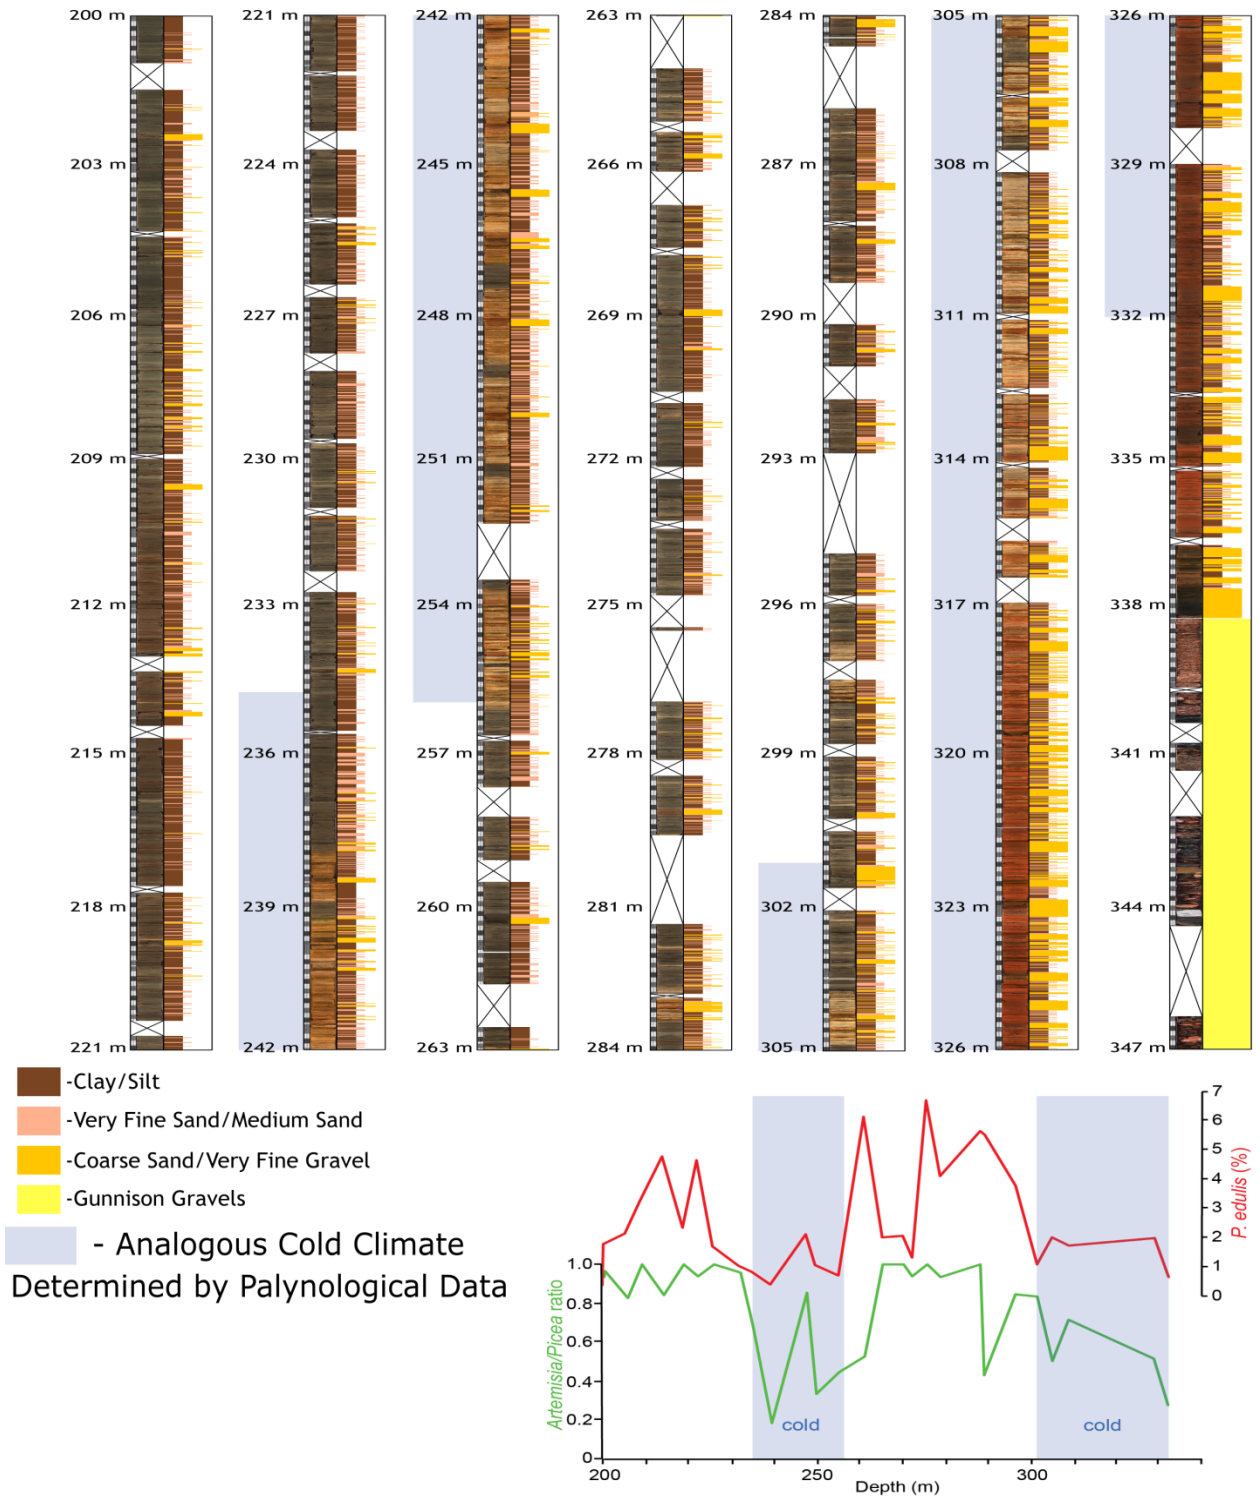 200 m
203 m
206 m
209 m
212 m
215 m
218 m
221 m
221 m
224 m
227 m
230 m
233 m
236 m
239 m
242 m
242 m
245 m
248 m
251 m
254 m
257 m
260 m
263 m
263 m
266 m
269 m
272 m
275 m
278 m
281 m
284 m
284 m
287 m
290 m
293 m
296 m
299 m
302 m
305 m
305 m
308 m
311 m
314 m
317 m
320 m
323 m
326 m
326 m
329 m
332 m
335 m
338 m
341 m
344 m
347 m
-Clay/Silt
-Very Fine Sand/Medium Sand
-Coarse Sand/Very Fine Gravel
-Gunnison Gravels
- Analogous Cold Climate
Determined by Palynological Data
7
6
5
4
3
2
1
0
P. edulis (%)
1.0
0.8
0.6
0.4
0.2
0
Artemisia/Picea ratio
cold
cold
200
250
300
Depth (m)